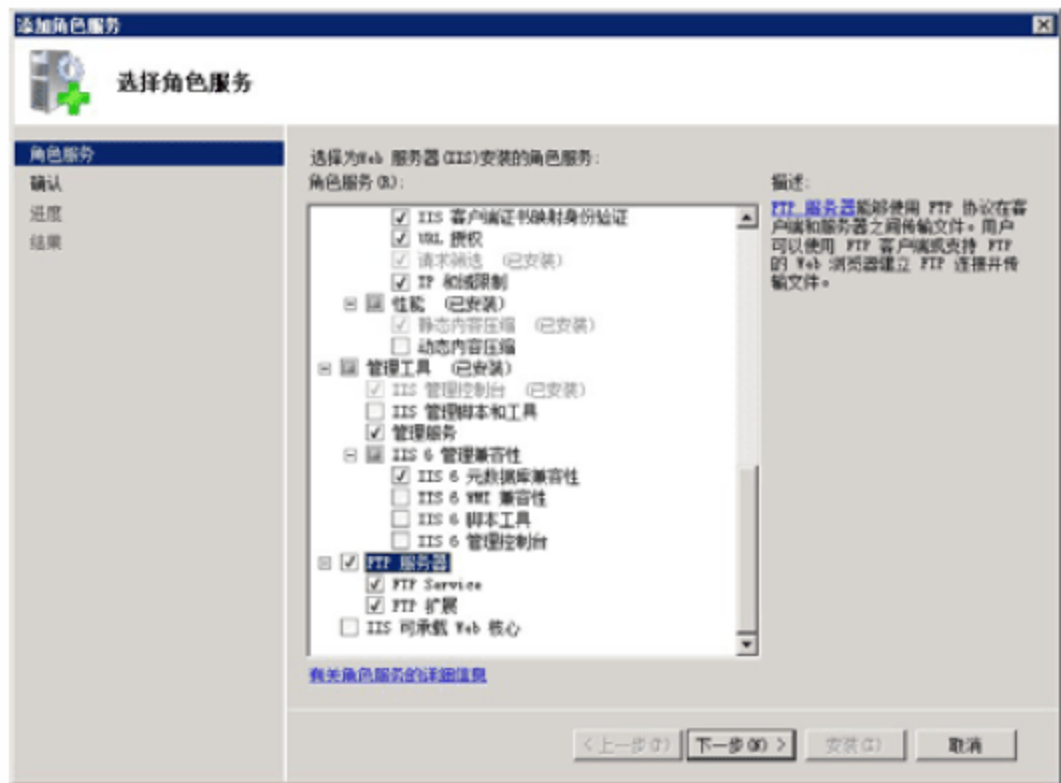 添加角色服务
选择角色服务
角色服务
确认
进度
结果
选择为Web 服务器(IIS)安装的角色服务:
角色服务(R):
IIS 客户端证书映射身份验证
URL 授权
请求筛选 (已安装)
IP 和域限制
性能 (已安装)
静态内容压缩 (已安装)
动态内容压缩
管理工具 (已安装)
IIS 管理控制台 (已安装)
IIS 管理脚本和工具
管理服务
IIS 6 管理兼容性
IIS 6 元数据库兼容性
IIS 6 WMI 兼容性
IIS 6 脚本工具
IIS 6 管理控制台
FTP 服务器
FTP Service
FTP 扩展
IIS 可承载 Web 核心
有关角色服务的详细信息
描述:
FTP 服务器能够使用 FTP 协议在客
户端和服务器之间传输文件。用户
可以使用 FTP 客户端或支持 FTP
的 Web 浏览器建立 FTP 连接并传
输文件。
< 上一步(P)
下一步(N) >
安装(I)
取消